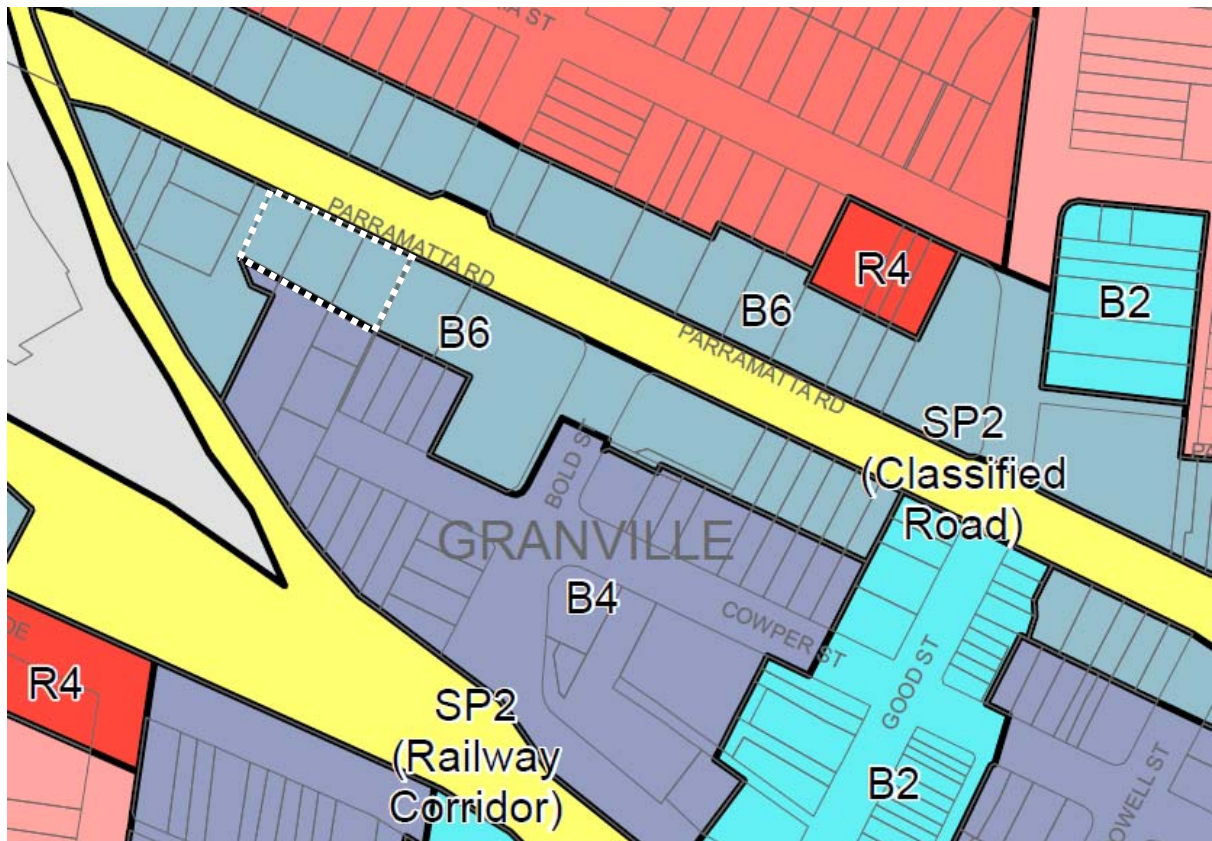 ST
PARRAMATTA RD
R4
B6
B2
B6
PARRAMATTA RD
SP2
(Classified
Road)
BOLD ST
GRANVILLE
B4
COWPER ST
GOOD ST
R4
SP2
(Railway
Corridor)
B2